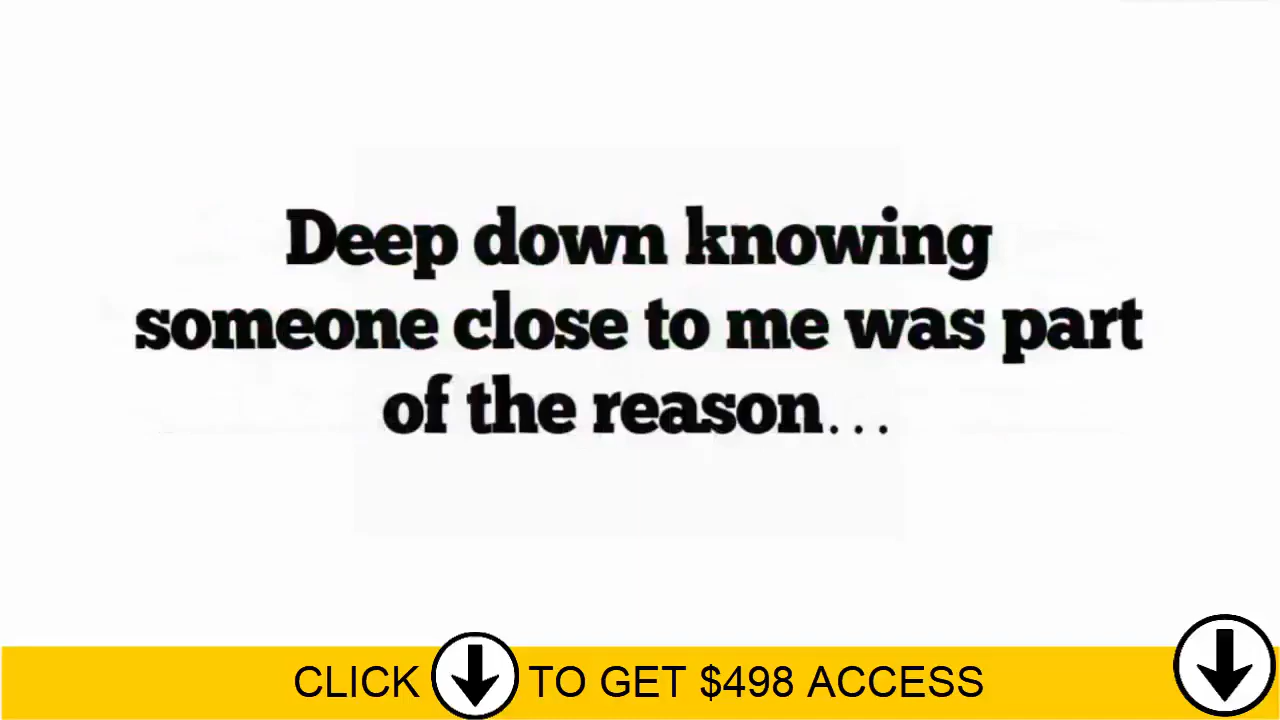 Deep down knowing
someone close to me was part
of the reason...
CLICK TO GET $498 ACCESS